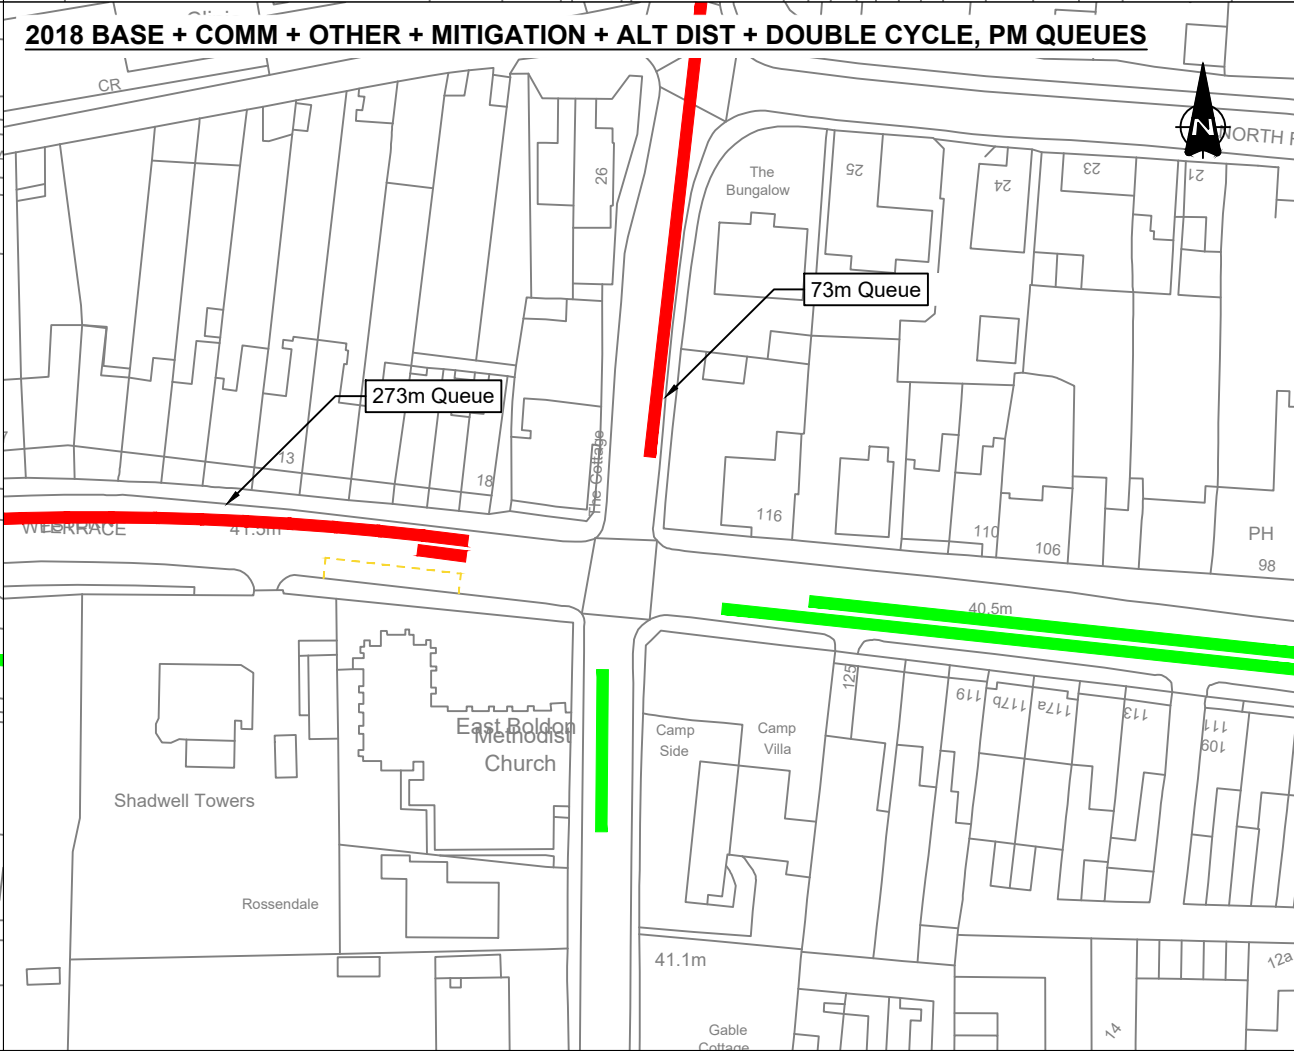 2018 BASE + COMM + OTHER + MITIGATION + ALT DIST + DOUBLE CYCLE, PM QUEUES
CR
N
NORTH
26
The
Bungalow
25
24
23
21
73m Queue
273m Queue
13
18
The Cottage
116
110
106
PH
98
TERRACE
41.5m
40.5m
125
119
117b
117a
113
111
109
East Boldon
Methodist
Church
Camp
Side
Camp
Villa
Shadwell Towers
Rossendale
41.1m
12a
14
Gable
Cottage